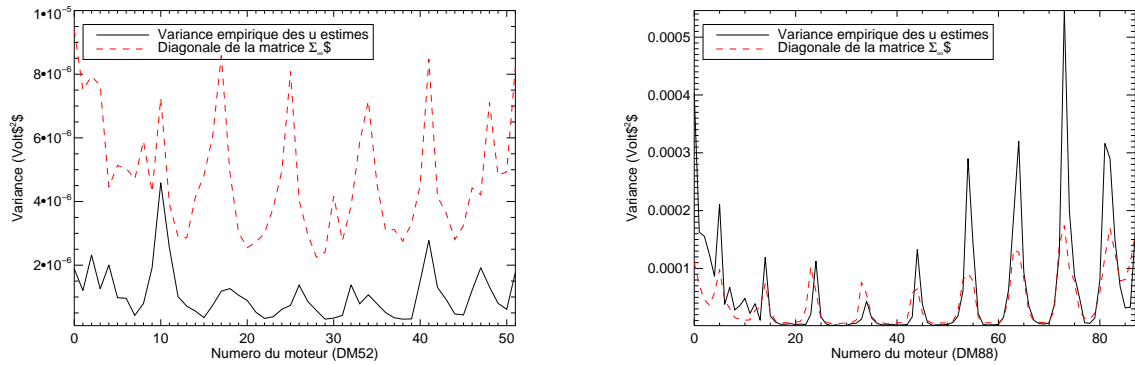 1•10⁻⁵
8•10⁻⁶
6•10⁻⁶
4•10⁻⁶
2•10⁻⁶
Variance (Volt$²$)
Variance empirique des u estimes
Diagonale de la matrice Σ∞$
0 10 20 30 40 50
Numero du moteur (DM52)
0.0005
0.0004
0.0003
0.0002
0.0001
Variance (Volt$²$)
Variance empirique des u estimes
Diagonale de la matrice Σ∞$
0 20 40 60 80
Numero du moteur (DM88)